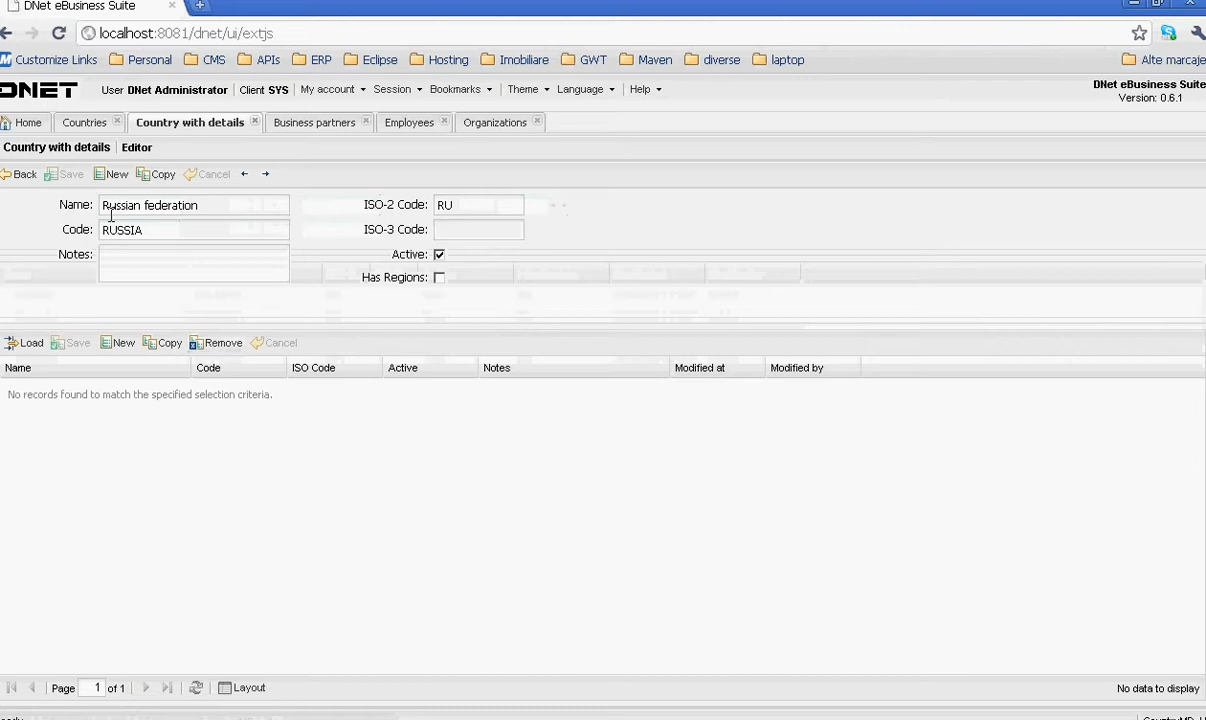 DNet eBusiness Suite
localhost:8081/dnet/ui/extjs
Customize Links Personal CMS APIs ERP Eclipse Hosting Imobiliare GWT Maven diverse laptop Alte marcaje
DNET User DNet Administrator Client SYS My account Session Bookmarks Theme Language Help DNet eBusiness Suite
Version: 0.6.1
Home Countries Country with details Business partners Employees Organizations
Country with details Editor
Back Save New Copy Cancel
Name: Russian federation ISO-2 Code: RU
Code: RUSSIA ISO-3 Code:
Notes: Active:
Has Regions:
Load Save New Copy Remove Cancel
Name Code ISO Code Active Notes Modified at Modified by
No records found to match the specified selection criteria.
Page 1 of 1 Layout No data to display